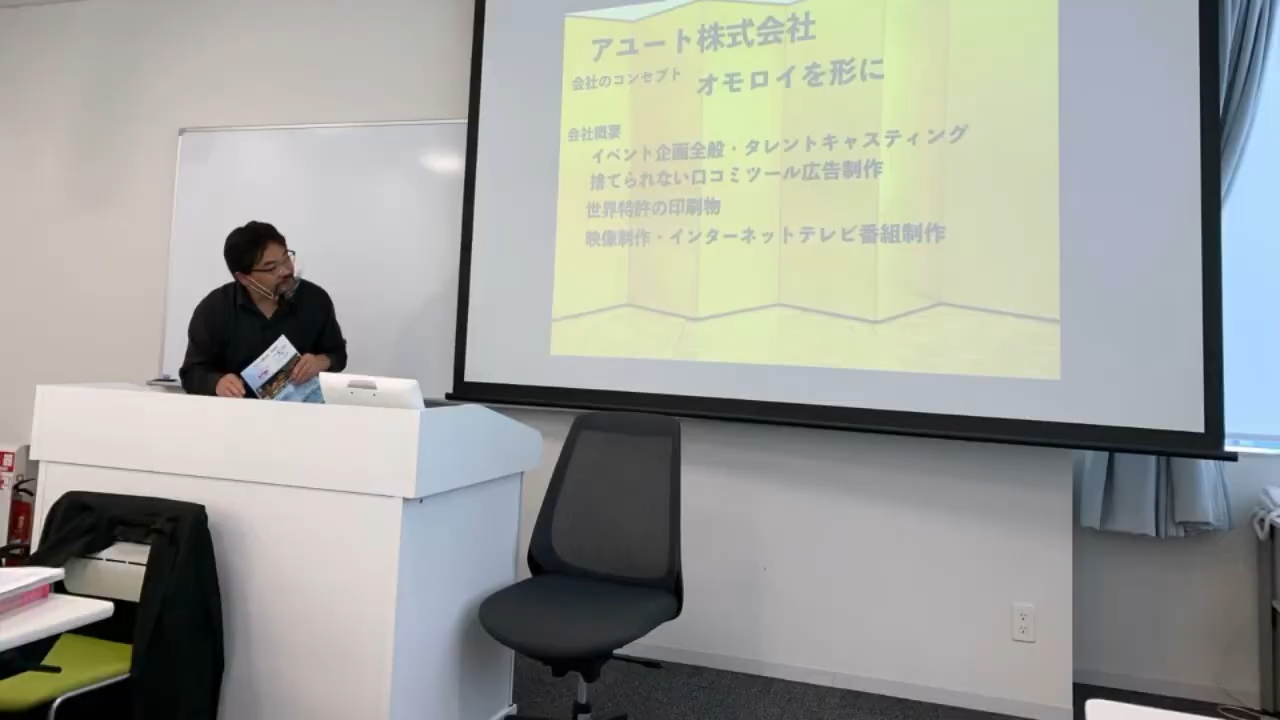 アユート株式会社
会社のコンセプト オモロイを形に
会社概要
イベント企画全般・タレントキャスティング
捨てられない口コミツール広告制作
世界特許の印刷物
映像制作・インターネットテレビ番組制作